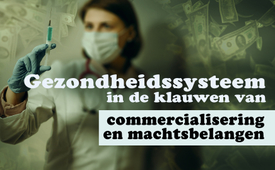 Gezondheidssysteem
in de klauwen van
commercialisering
en machtsbelangen